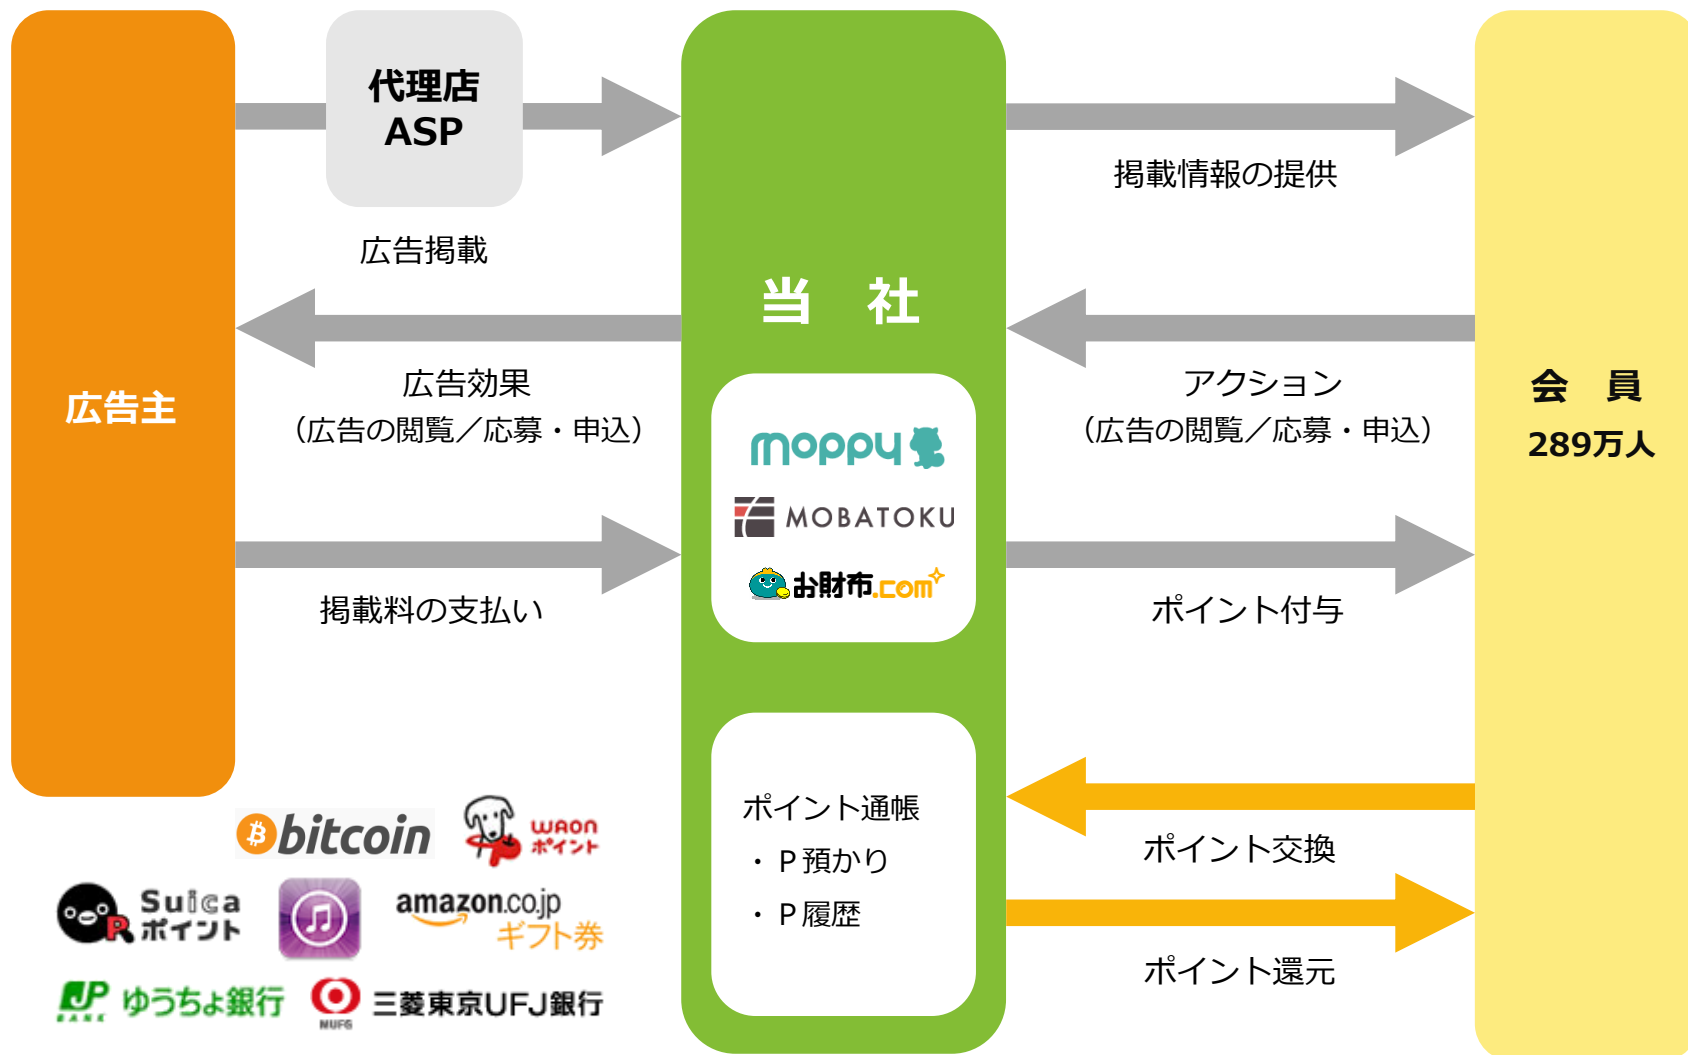 代理店
ASP
広告掲載
掲載情報の提供
当 社
広告主
広告効果
（広告の閲覧／応募・申込）
アクション
（広告の閲覧／応募・申込）
会 員
289万人
moppy
MOBATOKU
お財布.com
掲載料の支払い
ポイント付与
ポイント通帳
・Ｐ預かり
・Ｐ履歴
ポイント交換
ポイント還元
bitcoin
WAON
ポイント
Suica
ポイント
P
amazon.co.jp
ギフト券
JP
BANK
ゆうちょ銀行
MUFG
三菱東京UFJ銀行